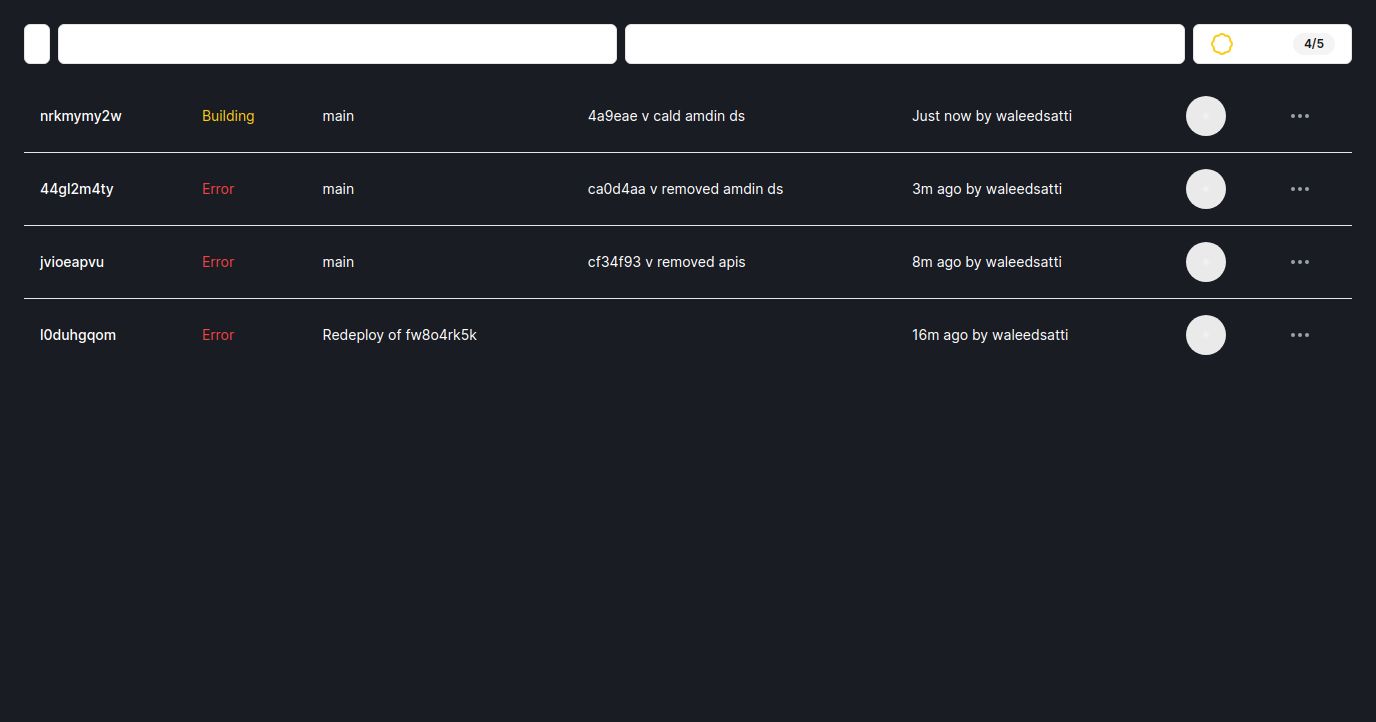 4/5
nrkmymy2w Building main 4a9eae v cald amdin ds Just now by waleedsatti
44gl2m4ty Error main ca0d4aa v removed amdin ds 3m ago by waleedsatti
jvioeapvu Error main cf34f93 v removed apis 8m ago by waleedsatti
l0duhgqom Error Redeploy of fw8o4rk5k 16m ago by waleedsatti